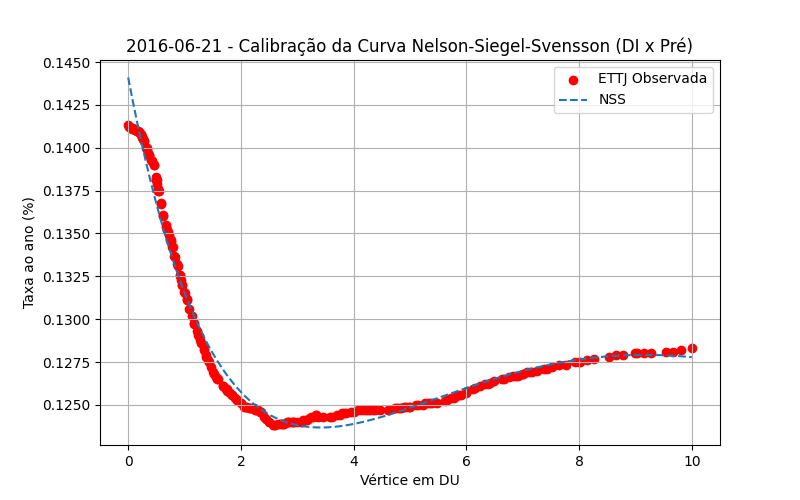 2016-06-21 - Calibração da Curva Nelson-Siegel-Svensson (DI x Pré)
ETTJ Observada
NSS
Taxa ao ano (%)
0.1450
0.1425
0.1400
0.1375
0.1350
0.1325
0.1300
0.1275
0.1250
0 2 4 6 8 10
Vértice em DU